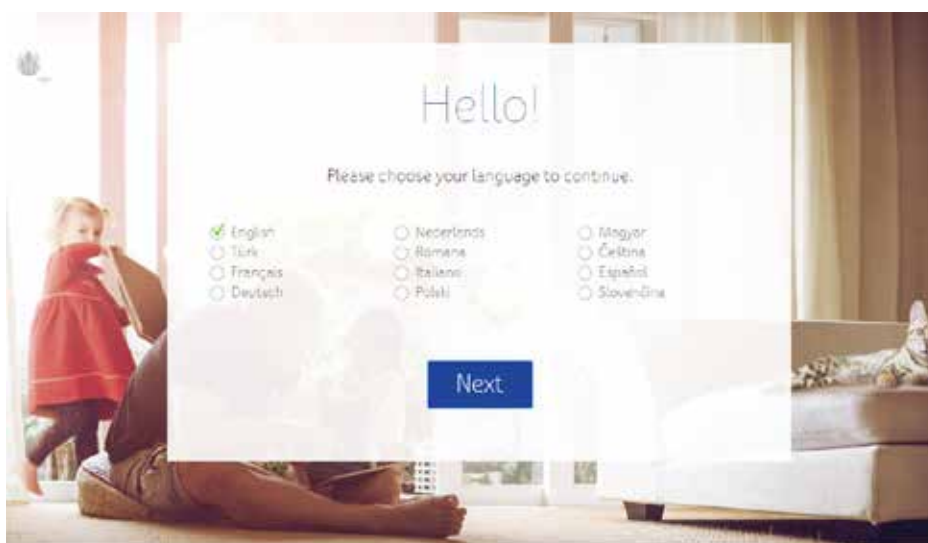 Hello!
Please choose your language to continue.
English
Türk
Français
Deutsch
Nederlands
Romana
Italiano
Polski
Magyar
Čeština
Español
Slovenčina
Next